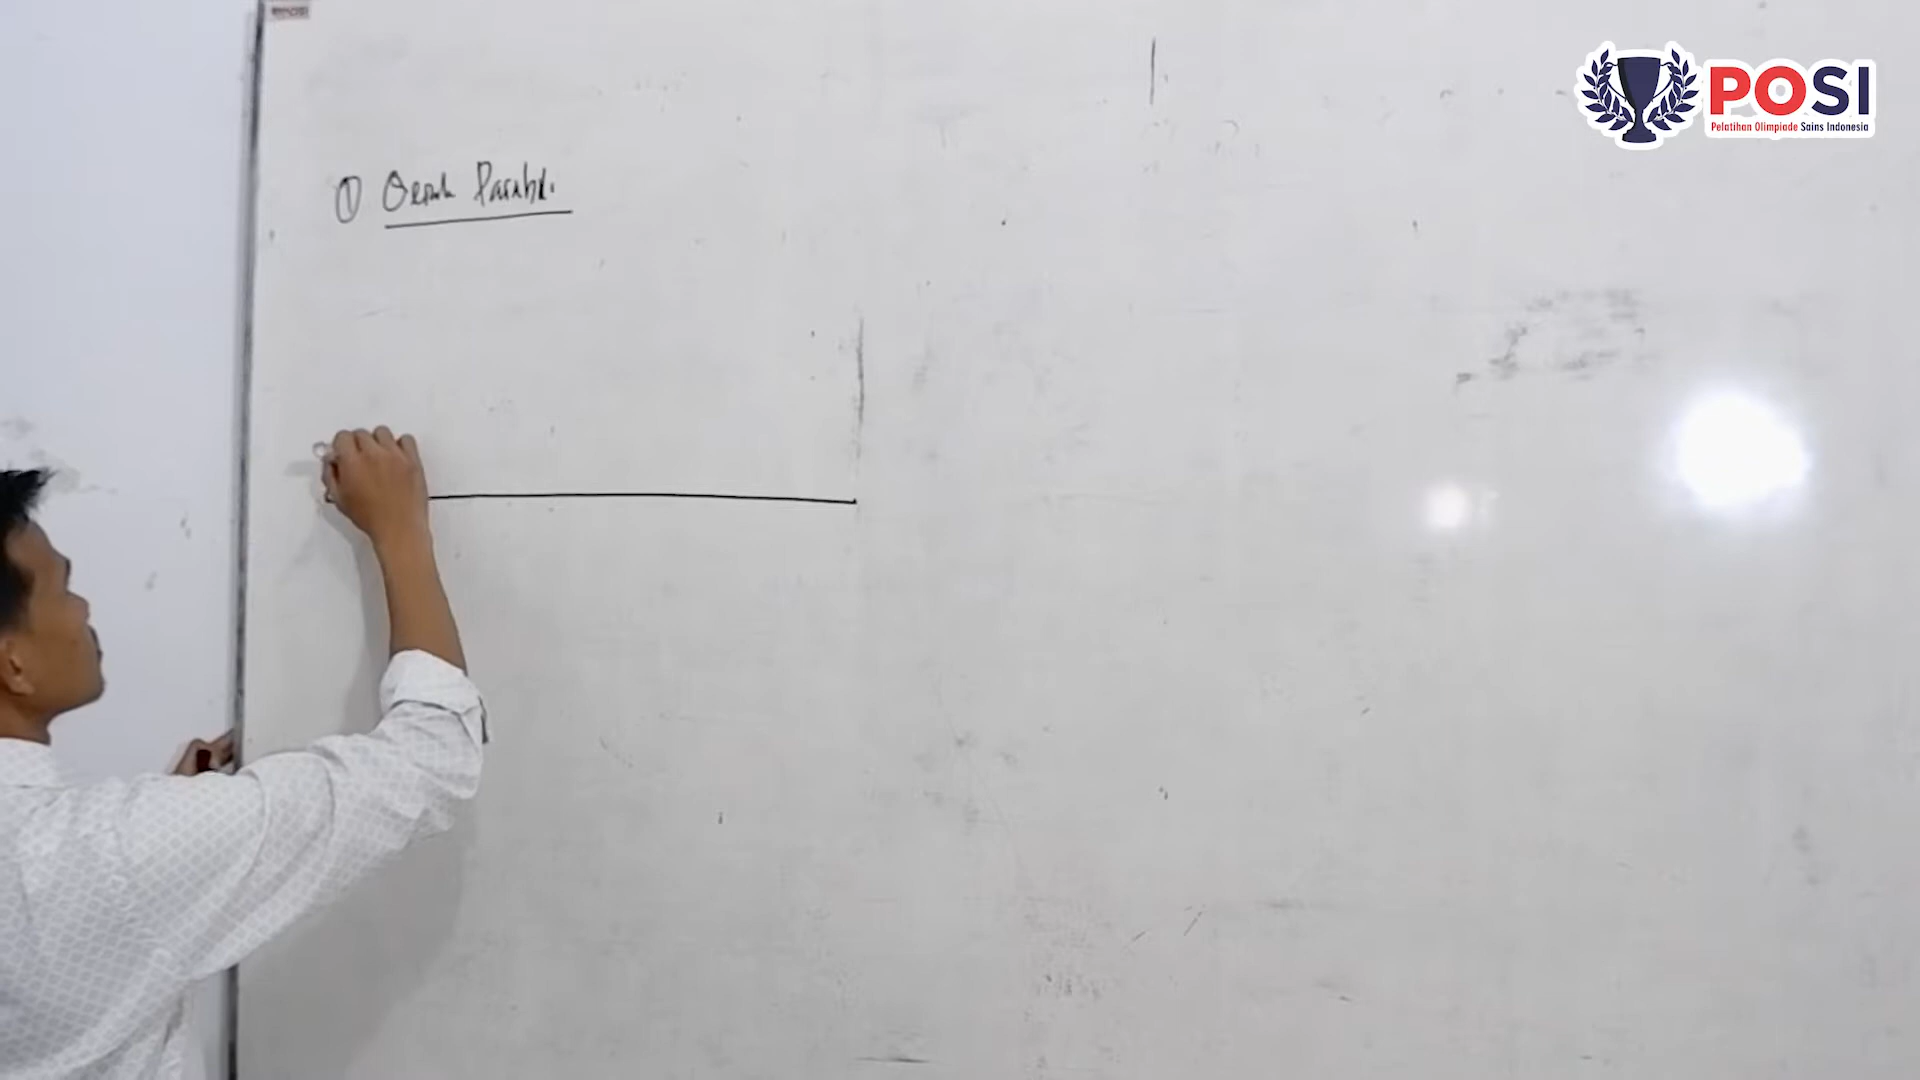 POSI
Pelatihan Olimpiade Sains Indonesia
① Gerak Parabola